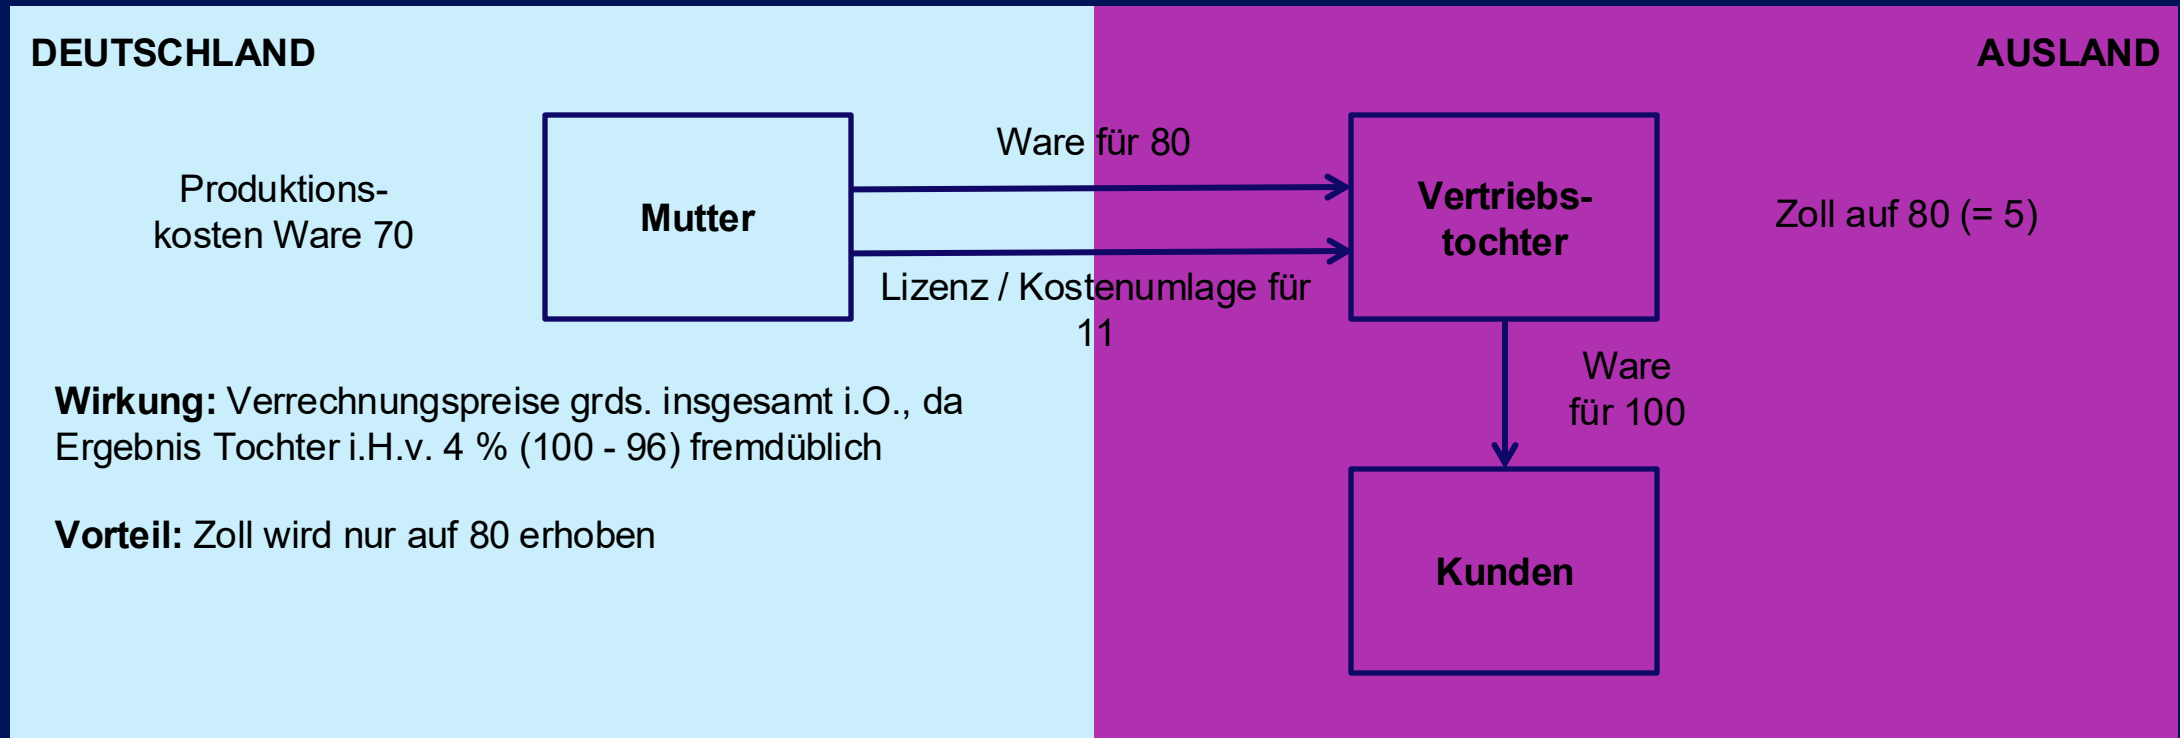 DEUTSCHLAND
AUSLAND
Produktions-
kosten Ware 70
Mutter
Ware für 80
Lizenz / Kostenumlage für
11
Vertriebs-
tochter
Zoll auf 80 (= 5)
Ware
für 100
Kunden
Wirkung: Verrechnungspreise grds. insgesamt i.O., da
Ergebnis Tochter i.H.v. 4 % (100 - 96) fremdüblich
Vorteil: Zoll wird nur auf 80 erhoben